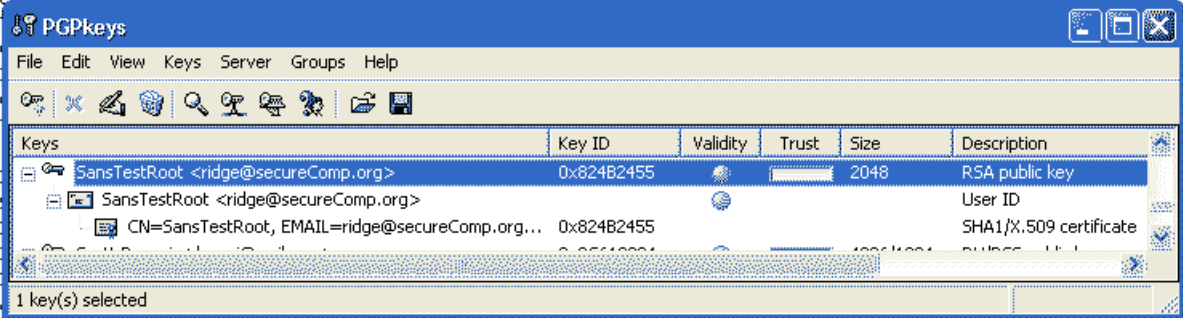 PGPkeys
File Edit View Keys Server Groups Help
Keys Key ID Validity Trust Size Description
SansTestRoot <ridge@secureComp.org> 0x824B2455 2048 RSA public key
SansTestRoot <ridge@secureComp.org> User ID
CN=SansTestRoot, EMAIL=ridge@secureComp.org... 0x824B2455 SHA1/X.509 certificate
1 key(s) selected